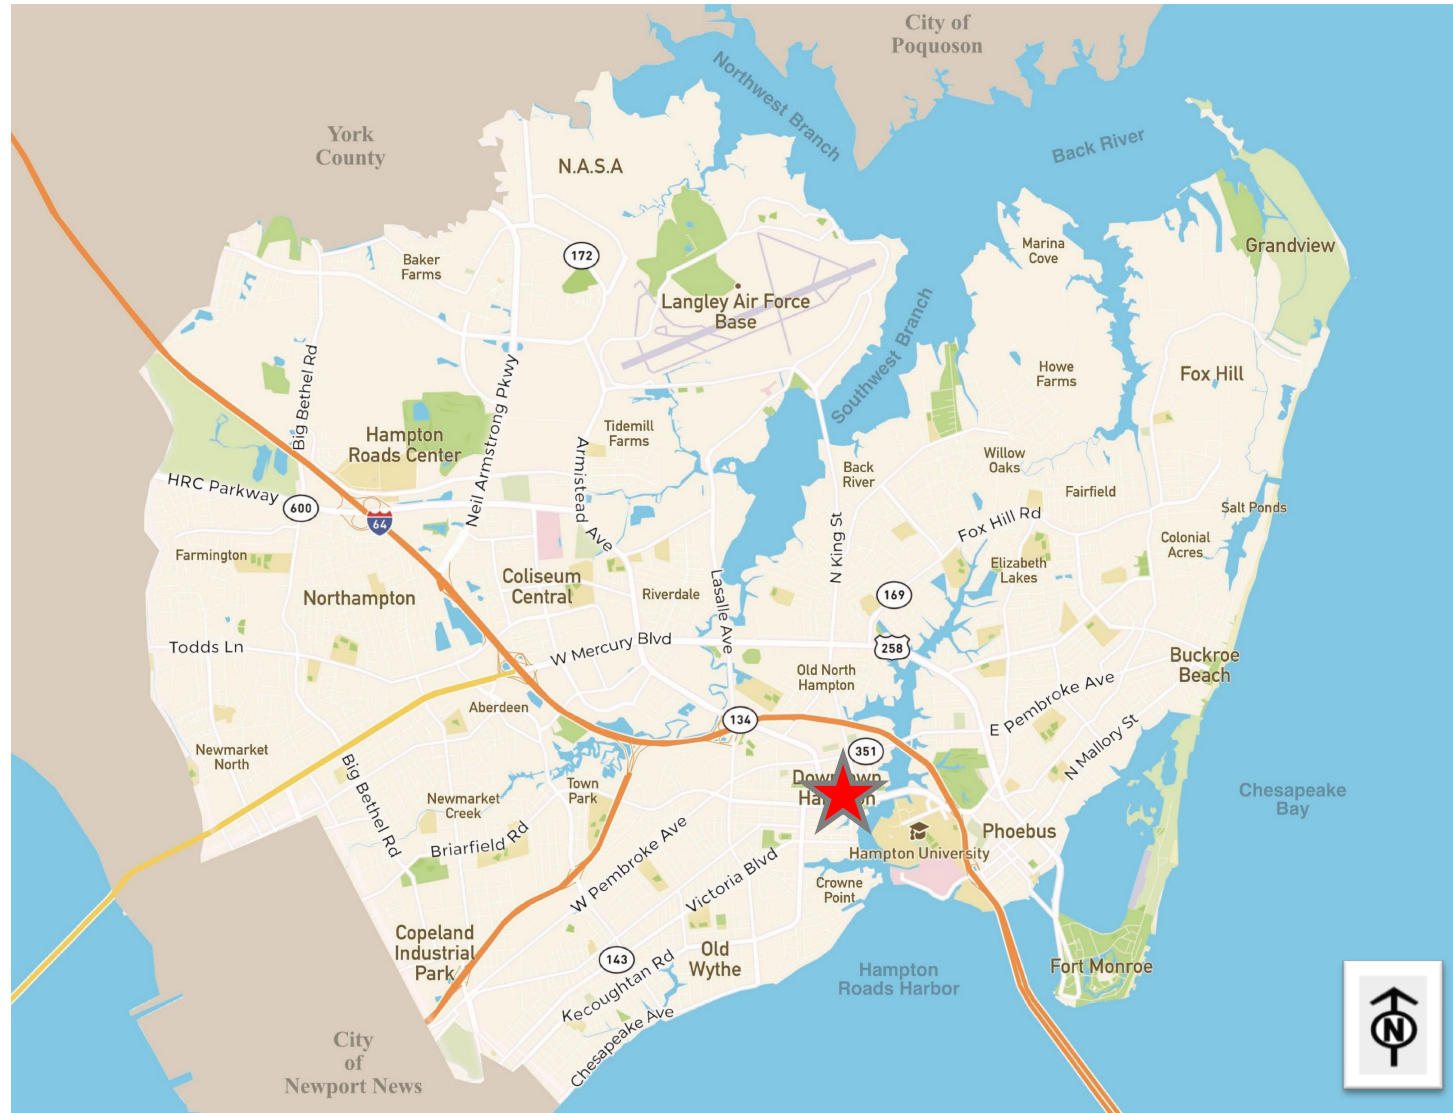 City of
Poquoson
Northwest Branch
Back River
York
County
N.A.S.A
172
Baker
Farms
Marina
Cove
Grandview
Langley Air Force
Base
Southwest Branch
Big Bethel Rd
Neil Armstrong Pkwy
Howe
Farms
Fox Hill
Hampton
Roads Center
Tidemill
Farms
Armistead Ave
Back
River
Willow
Oaks
HRC Parkway
600
64
Fairfield
Salt Ponds
N King St
Fox Hill Rd
Farmington
Colonial
Acres
Elizabeth
Lakes
Coliseum
Central
Riverdale
Lasalle Ave
169
Northampton
Todds Ln
W Mercury Blvd
258
Buckroe
Beach
Old North
Hampton
E Pembroke Ave
Aberdeen
134
351
N Mallory St
Newmarket
North
Big Bethel Rd
Town
Park
Downtown
Hampton
Chesapeake
Bay
Newmarket
Creek
Briarfield Rd
W Pembroke Ave
Victoria Blvd
Phoebus
Hampton University
Crowne
Point
Copeland
Industrial
Park
143
Old
Wythe
Kecoughtan Rd
Chesapeake Ave
Hampton
Roads Harbor
Fort Monroe
City
of
Newport News
N